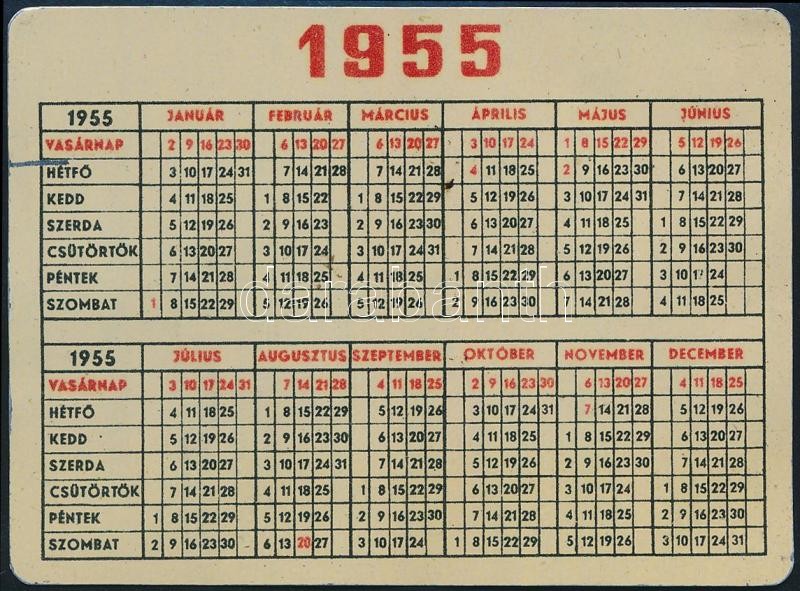 1955
1955 JANUÁR FEBRUÁR MÁRCIUS ÁPRILIS MÁJUS JÚNIUS
VASÁRNAP 2 9 16 23 30 6 13 20 27 6 13 20 27 3 10 17 24 1 8 15 22 29 5 12 19 26
HÉTFŐ 3 10 17 24 31 7 14 21 28 7 14 21 28 4 11 18 25 2 9 16 23 30 6 13 20 27
KEDD 4 11 18 25 1 8 15 22 1 8 15 22 29 5 12 19 26 3 10 17 24 31 7 14 21 28
SZERDA 5 12 19 26 2 9 16 23 2 9 16 23 30 6 13 20 27 4 11 18 25 1 8 15 22 29
CSÜTÖRTÖK 6 13 20 27 3 10 17 24 3 10 17 24 31 7 14 21 28 5 12 19 26 2 9 16 23 30
PÉNTEK 7 14 21 28 4 11 18 25 4 11 18 25 1 8 15 22 29 6 13 20 27 3 10 17 24
SZOMBAT 1 8 15 22 29 5 12 19 26 5 12 19 26 2 9 16 23 30 7 14 21 28 4 11 18 25
darabanth
1955 JÚLIUS AUGUSZTUS SZEPTEMBER OKTÓBER NOVEMBER DECEMBER
VASÁRNAP 3 10 17 24 31 7 14 21 28 4 11 18 25 2 9 16 23 30 6 13 20 27 4 11 18 25
HÉTFŐ 4 11 18 25 1 8 15 22 29 5 12 19 26 3 10 17 24 31 7 14 21 28 5 12 19 26
KEDD 5 12 19 26 2 9 16 23 30 6 13 20 27 4 11 18 25 1 8 15 22 29 6 13 20 27
SZERDA 6 13 20 27 3 10 17 24 31 7 14 21 28 5 12 19 26 2 9 16 23 30 7 14 21 28
CSÜTÖRTÖK 7 14 21 28 4 11 18 25 1 8 15 22 29 6 13 20 27 3 10 17 24 1 8 15 22 29
PÉNTEK 1 8 15 22 29 5 12 19 26 2 9 16 23 30 7 14 21 28 4 11 18 25 2 9 16 23 30
SZOMBAT 2 9 16 23 30 6 13 20 27 3 10 17 24 1 8 15 22 29 5 12 19 26 3 10 17 24 31